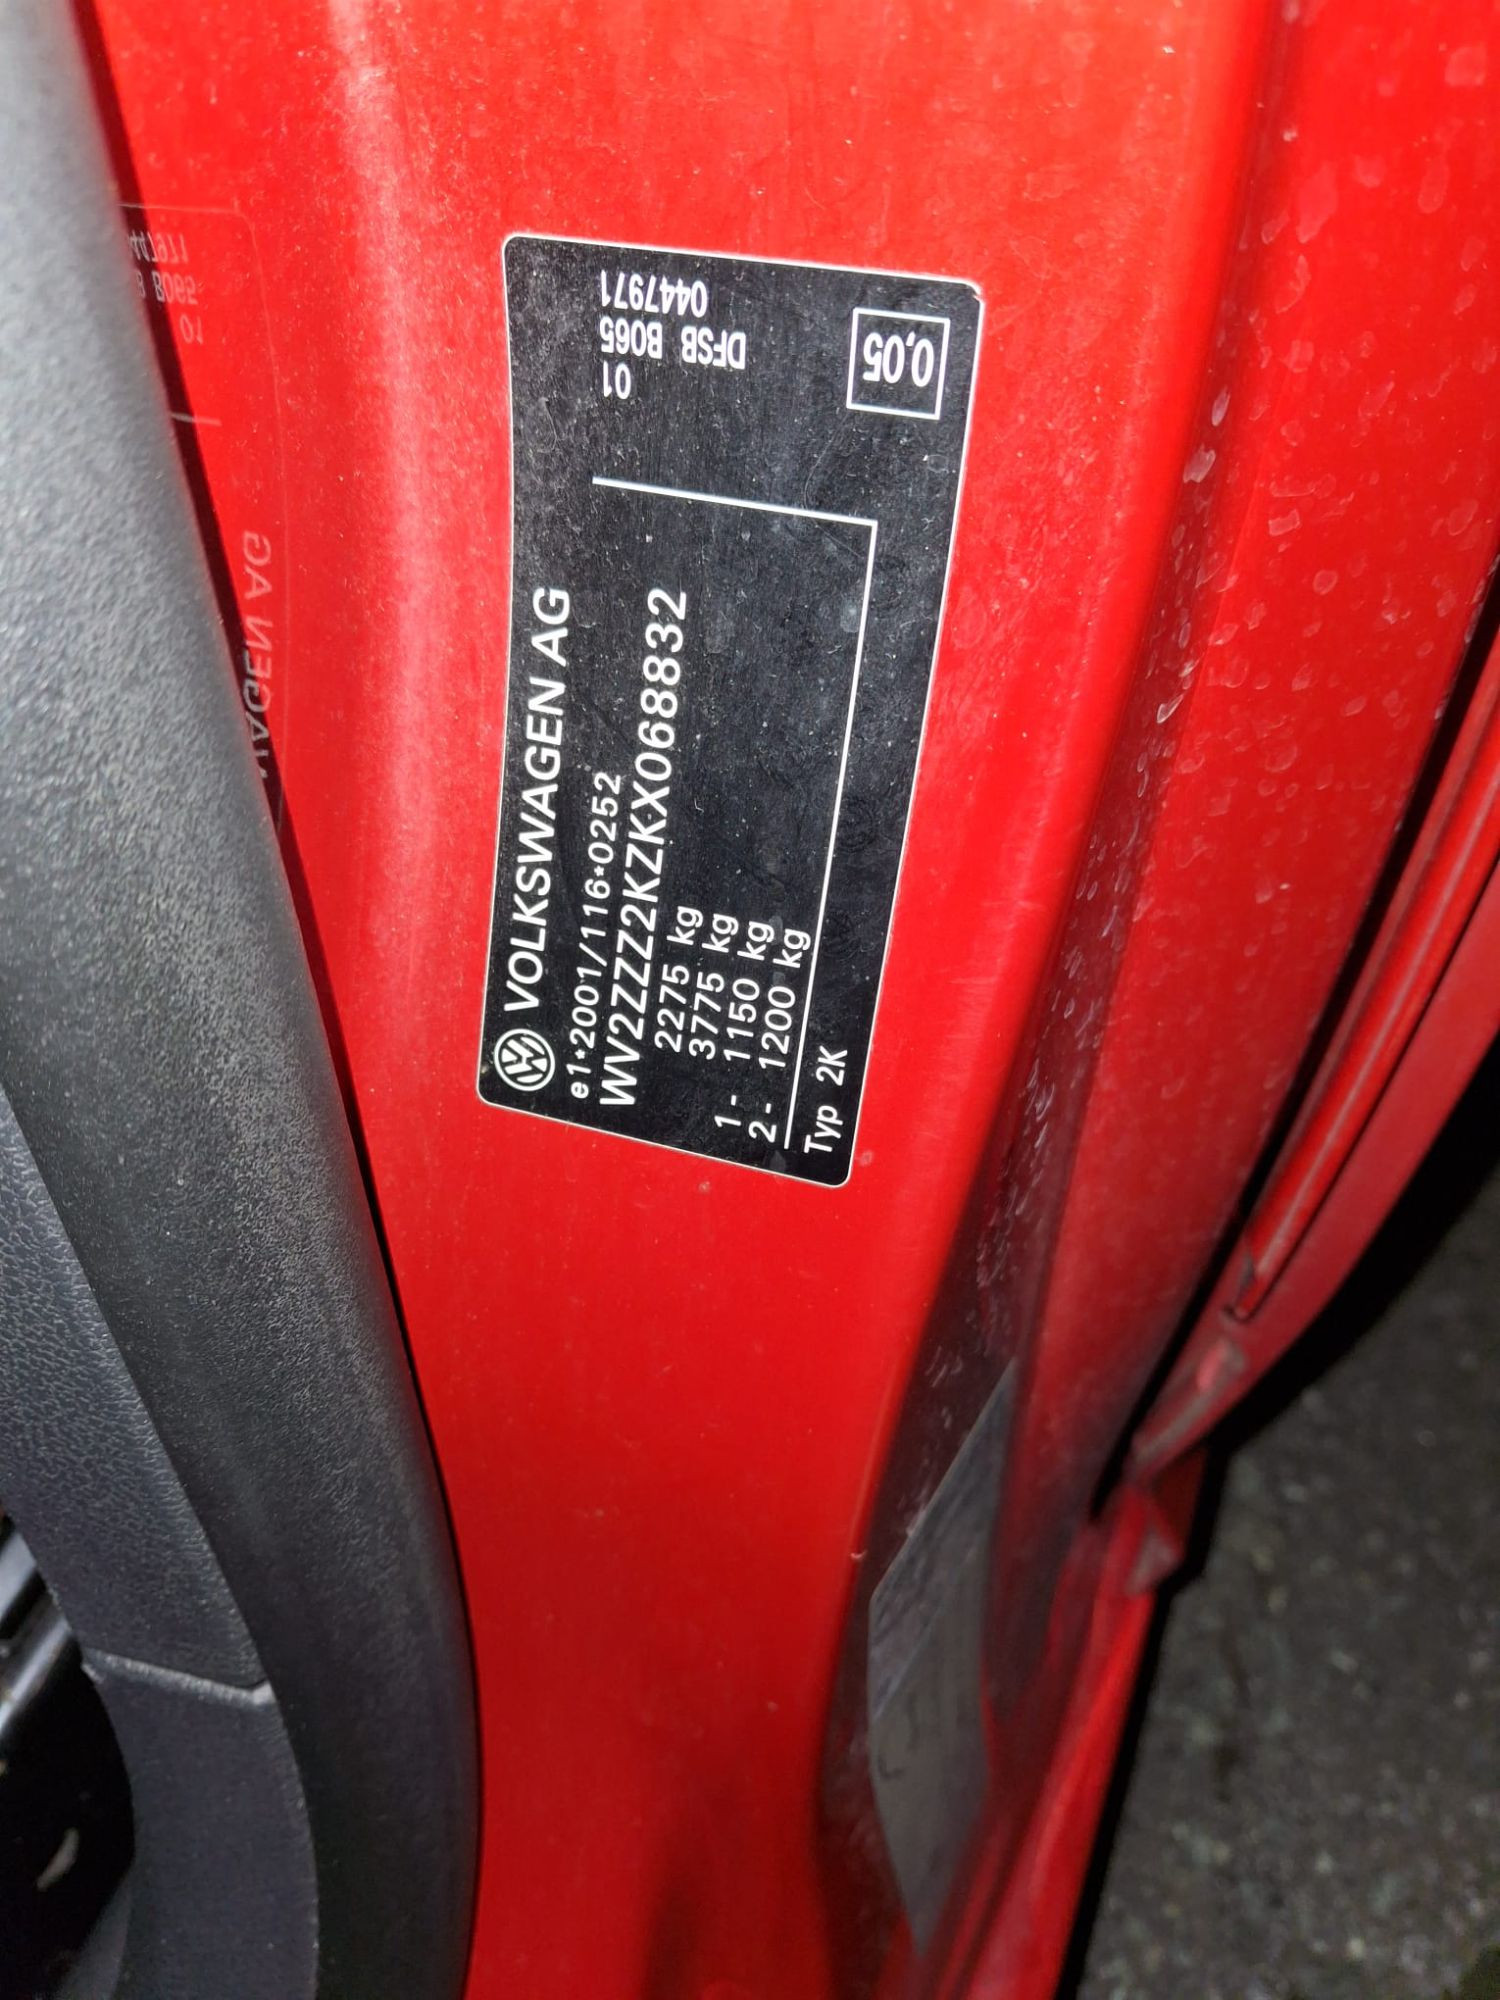 VOLKSWAGEN AG
e1*2001/116*0252
WV2ZZZ2KZKX068832
2275 kg
3775 kg
1- 1150 kg
2- 1200 kg
Typ 2K
0447971
DFSB B065
01
0,05